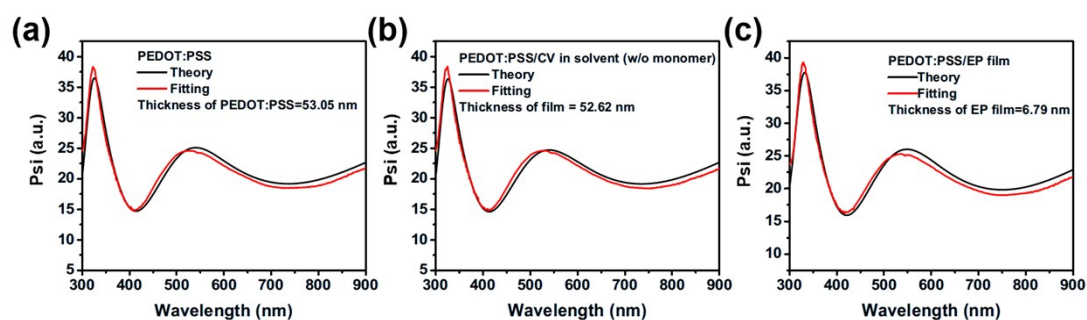 (a)
PEDOT:PSS
Theory
Fitting
Thickness of PEDOT:PSS=53.05 nm
Psi (a.u.)
40
35
30
25
20
15
10
5
300 400 500 600 700 800 900
Wavelength (nm)
(b)
PEDOT:PSS/CV in solvent (w/o monomer)
Theory
Fitting
Thickness of film = 52.62 nm
Psi (a.u.)
40
35
30
25
20
15
10
5
300 400 500 600 700 800 900
Wavelength (nm)
(c)
PEDOT:PSS/EP film
Theory
Fitting
Thickness of EP film=6.79 nm
Psi (a.u.)
40
35
30
25
20
15
10
300 400 500 600 700 800 900
Wavelength (nm)